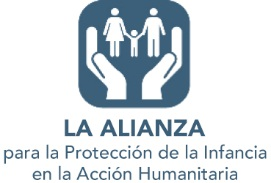 LA ALIANZA
para la Protección de la Infancia
en la Acción Humanitaria